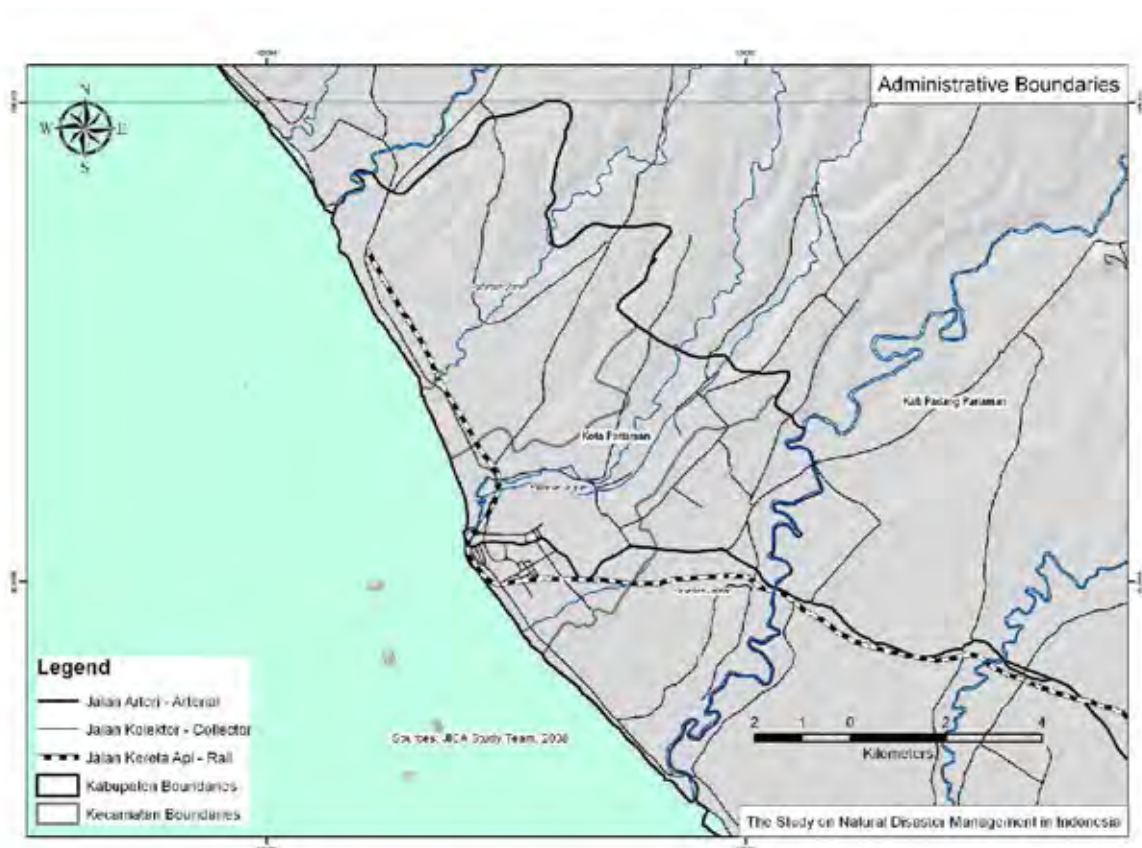 Administrative Boundaries
N
W E
S
Kab Padang Pariaman
Kota Pariaman
Legend
Jalan Arteri - Arterial
Jalan Kolektor - Collector
Jalan Kereta Api - Rail
Kabupaten Boundaries
Kecamatan Boundaries
Sources: JICA Study Team, 2008
2 1 0 2 4
Kilometers
The Study on Natural Disaster Management in Indonesia